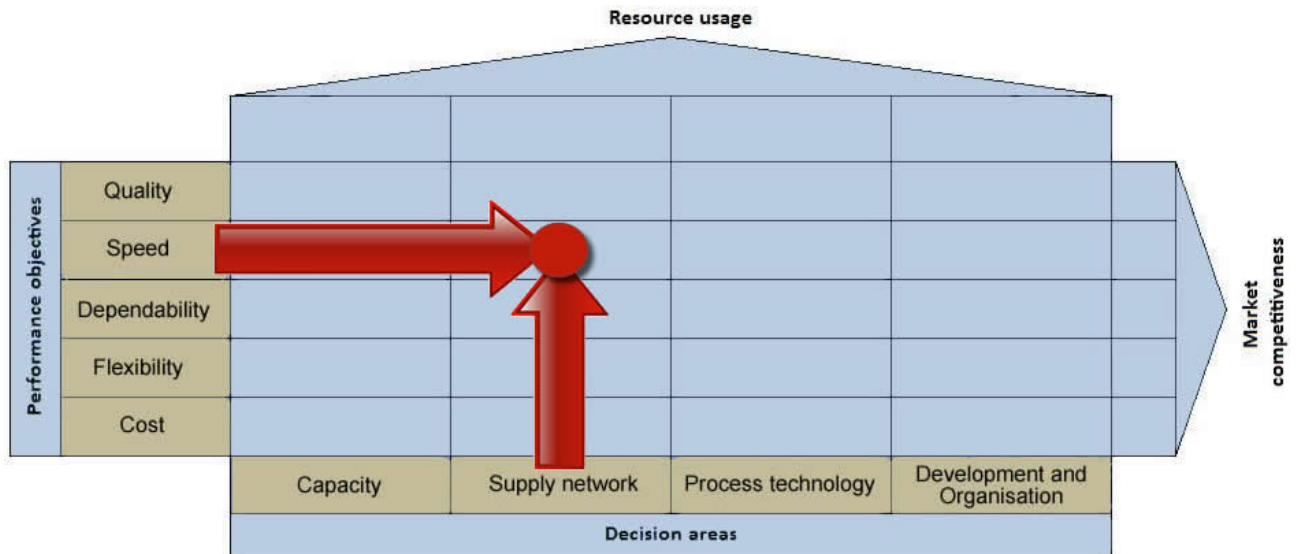 Resource usage
Performance objectives
Quality
Speed
Dependability
Flexibility
Cost
Market
competitiveness
Capacity
Supply network
Process technology
Development and
Organisation
Decision areas